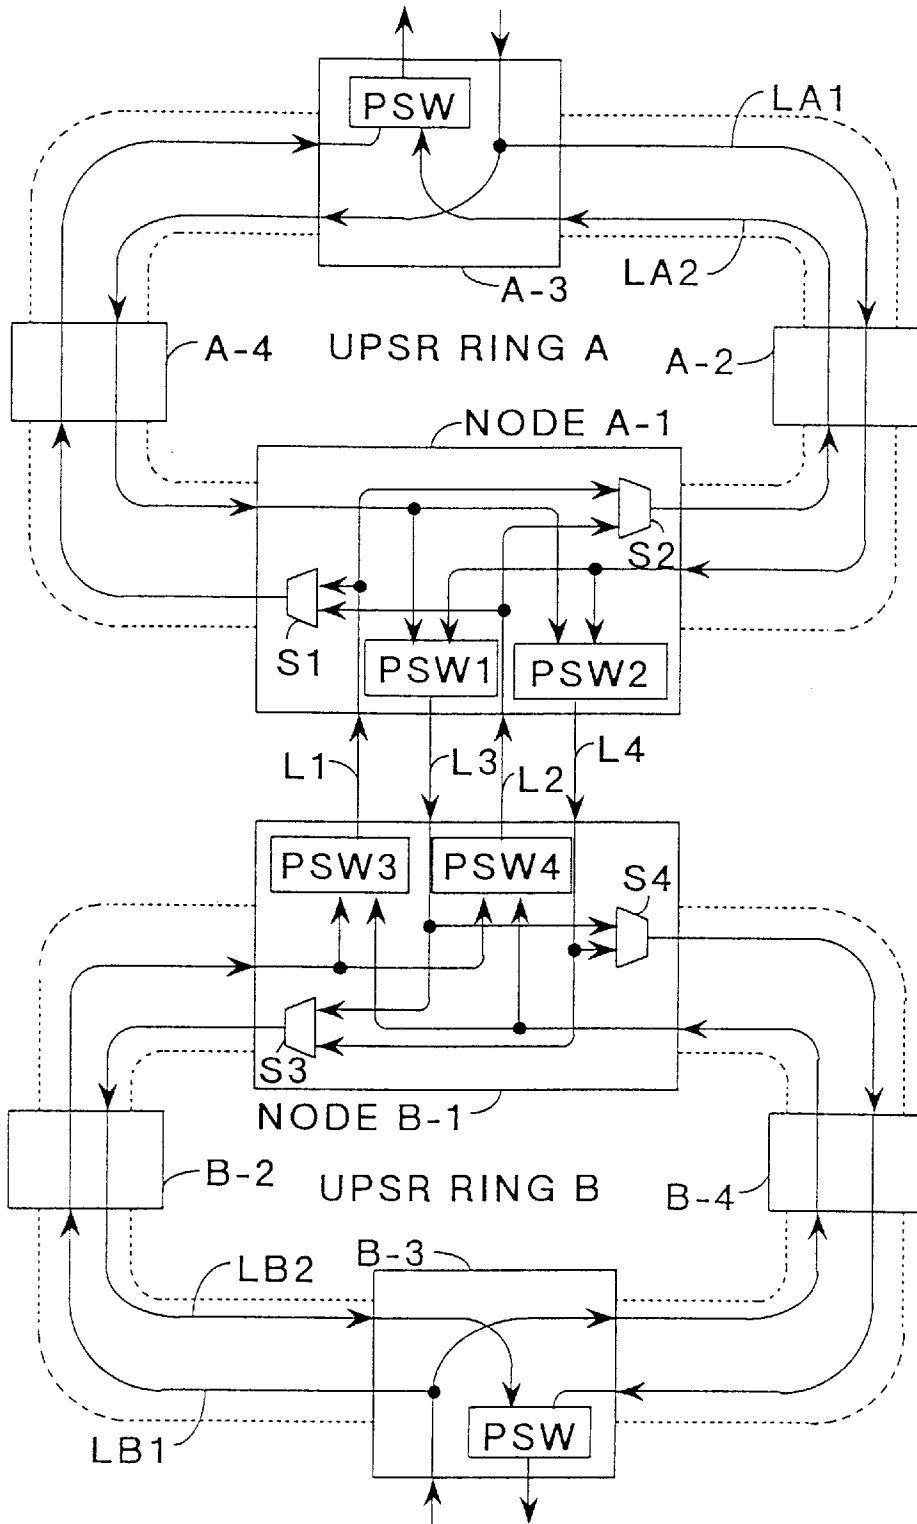 PSW
LA1
A-3
LA2
A-4
UPSR RING A
A-2
NODE A-1
S2
S1
PSW1
PSW2
L1
L3
L2
L4
PSW3
PSW4
S4
S3
NODE B-1
B-2
UPSR RING B
B-4
B-3
LB2
PSW
LB1